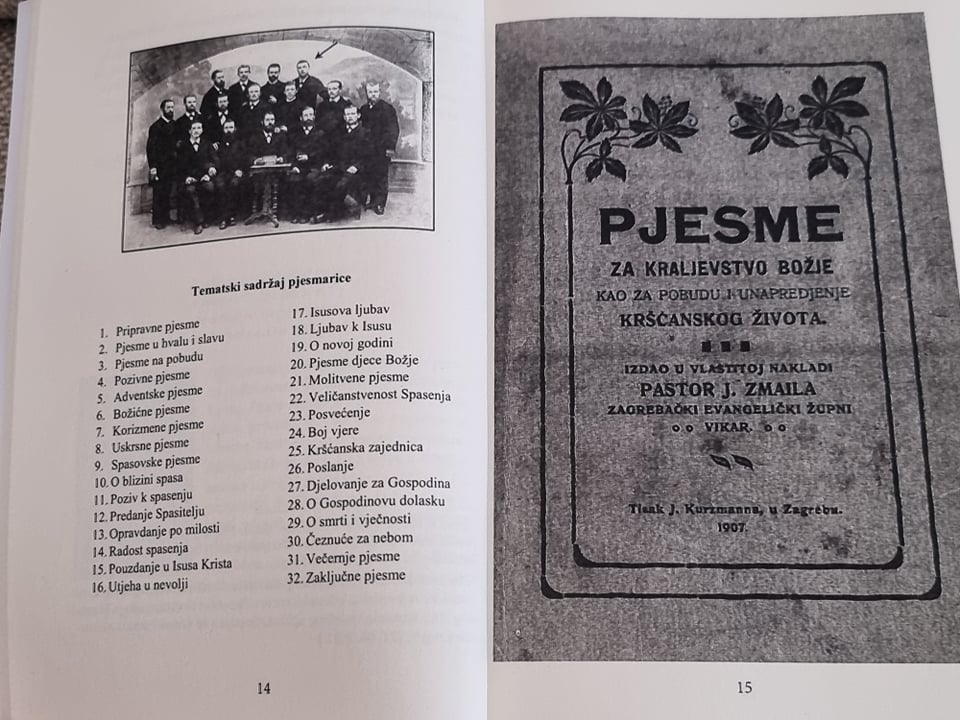 Tematski sadržaj pjesmarice
1. Pripravne pjesme
2. Pjesme u hvalu i slavu
3. Pjesme na pobudu
4. Pozivne pjesme
5. Adventske pjesme
6. Božićne pjesme
7. Korizmene pjesme
8. Uskrsne pjesme
9. Spasovske pjesme
10. O blizini spasa
11. Poziv k spasenju
12. Predanje Spasitelju
13. Opravdanje po milosti
14. Radost spasenja
15. Pouzdanje u Isusa Krista
16. Utjeha u nevolji
17. Isusova ljubav
18. Ljubav k Isusu
19. O novoj godini
20. Pjesme djece Božje
21. Molitvene pjesme
22. Veličanstvenost Spasenja
23. Posvećenje
24. Boj vjere
25. Kršćanska zajednica
26. Poslanje
27. Djelovanje za Gospodina
28. O Gospodinovu dolasku
29. O smrti i vječnosti
30. Čeznuće za nebom
31. Večernje pjesme
32. Zaključne pjesme
14
PJESME
ZA KRALJEVSTVO BOŽJE
KAO ZA POBUDU I UNAPREDJENJE
KRŠĆANSKOG ŽIVOTA.
IZDAO U VLASTITOJ NAKLADI
PASTOR J. ZMAILA
ZAGREBAČKI EVANGELIČKI ŽUPNI
VIKAR.
Tisak J. Kurzmanna, u Zagrebu.
1907.
15